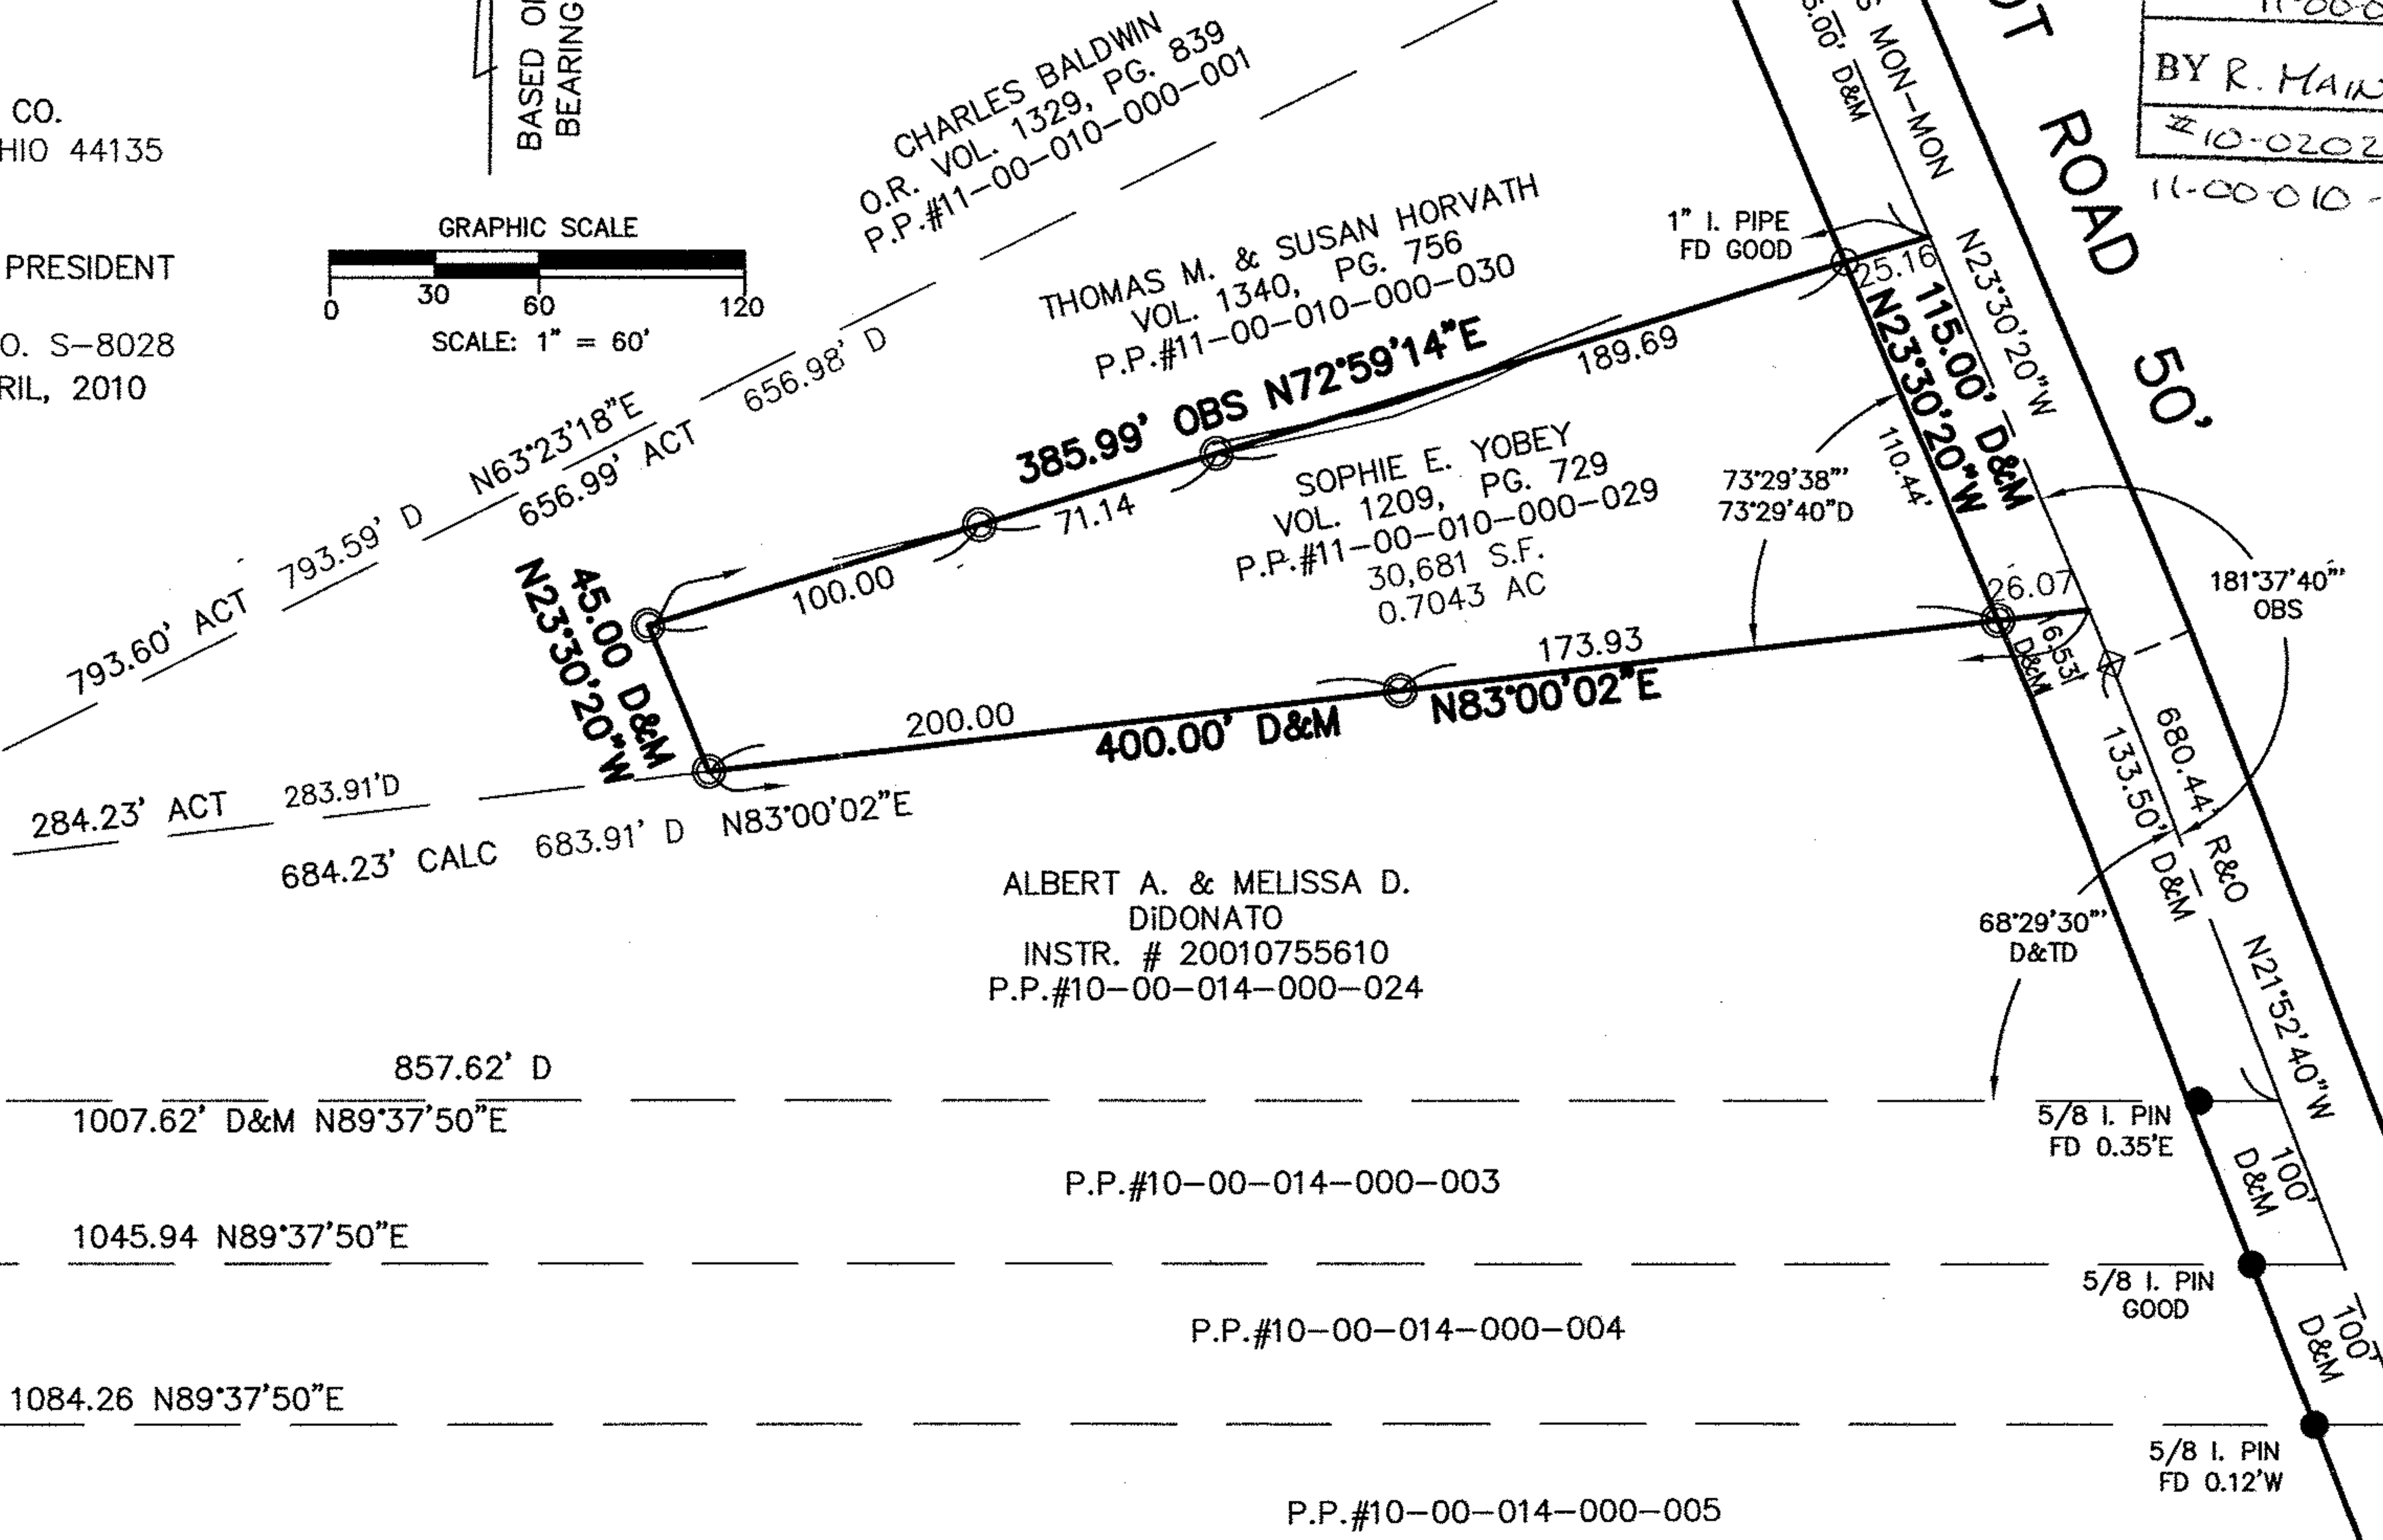 CO.
HIO 44135
PRESIDENT
O. S-8028
RIL, 2010
BASED
BEARING
GRAPHIC SCALE
0 30 60 120
SCALE: 1" = 60'
CHARLES BALDWIN
O.R. VOL. 1329, PG. 839
P.P.#11-00-010-000-001
THOMAS M. & SUSAN HORVATH
VOL. 1340, PG. 756
P.P.#11-00-010-000-030
1" I. PIPE
FD GOOD
5.00' D&M
S MON-MON
N23°30'20"W
OT ROAD 50'
BY R. MAIN
#10-0202
11-00-010-
793.60' ACT 793.59' D N63°23'18"E
656.99' ACT 656.98' D
385.99' OBS N72°59'14"E
100.00
71.14
189.69
25.16
115.00' D&M
N23°30'20"W
110.44'
SOPHIE E. YOBEY
VOL. 1209, PG. 729
P.P.#11-00-010-000-029
30,681 S.F.
0.7043 AC
73°29'38"'
73°29'40"D
181°37'40"'
OBS
45.00 D&M
N23°30'20"W
26.07
16.53'
D&M
200.00
173.93
400.00' D&M N83°00'02"E
284.23' ACT 283.91'D
684.23' CALC 683.91' D N83°00'02"E
133.50' D&M
680.44' R&O N21°52'40"W
68°29'30"'
D&TD
ALBERT A. & MELISSA D.
DiDONATO
INSTR. # 20010755610
P.P.#10-00-014-000-024
857.62' D
1007.62' D&M N89°37'50"E
5/8 I. PIN
FD 0.35'E
100'
D&M
P.P.#10-00-014-000-003
1045.94 N89°37'50"E
5/8 I. PIN
GOOD
100'
D&M
P.P.#10-00-014-000-004
1084.26 N89°37'50"E
5/8 I. PIN
FD 0.12'W
P.P.#10-00-014-000-005